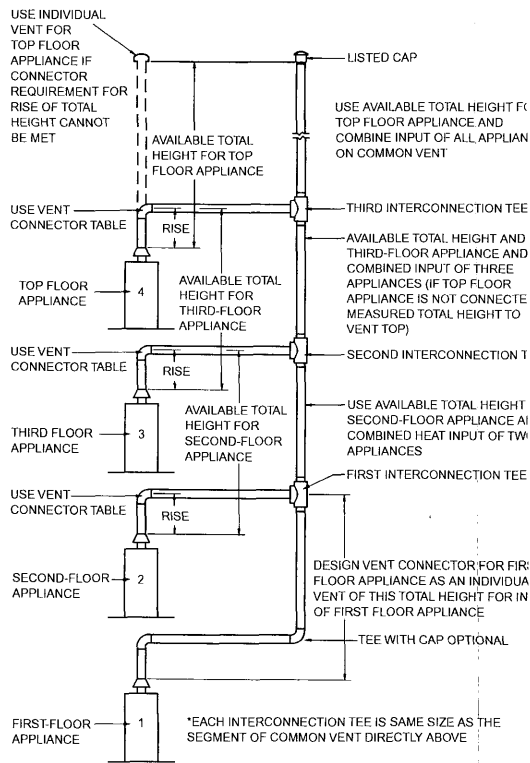 USE INDIVIDUAL
VENT FOR
TOP FLOOR
APPLIANCE IF
CONNECTOR
REQUIREMENT FOR
RISE OF TOTAL
HEIGHT CANNOT
BE MET
LISTED CAP
USE AVAILABLE TOTAL HEIGHT
TOP FLOOR APPLIANCE AND
COMBINE INPUT OF ALL
ON COMMON VENT
AVAILABLE TOTAL
HEIGHT FOR TOP
FLOOR APPLIANCE
USE VENT
CONNECTOR TABLE
RISE
THIRD INTERCONNECTION TEE
AVAILABLE TOTAL HEIGHT AND
THIRD-FLOOR APPLIANCE AND
COMBINED INPUT OF THREE
APPLIANCES (IF TOP FLOOR
APPLIANCE IS NOT CONNECTE
MEASURED TOTAL HEIGHT TO
VENT TOP)
TOP FLOOR
APPLIANCE
4
AVAILABLE TOTAL
HEIGHT FOR
THIRD-FLOOR
APPLIANCE
USE VENT
CONNECTOR TABLE
RISE
SECOND INTERCONNECTION T
THIRD FLOOR
APPLIANCE
3
AVAILABLE TOTAL
HEIGHT FOR
SECOND-FLOOR
APPLIANCE
USE AVAILABLE TOTAL HEIGHT
SECOND-FLOOR APPLIANCE
COMBINED HEAT INPUT OF
APPLIANCES
FIRST INTERCONNECTION TEE
USE VENT
CONNECTOR TABLE
RISE
SECOND-FLOOR
APPLIANCE
2
DESIGN VENT CONNECTOR FOR
FLOOR APPLIANCE AS AN INDIVIDUA
VENT OF THIS TOTAL HEIGHT FOR IN
OF FIRST FLOOR APPLIANCE
TEE WITH CAP OPTIONAL
FIRST-FLOOR
APPLIANCE
1
*EACH INTERCONNECTION TEE IS SAME SIZE AS THE
SEGMENT OF COMMON VENT DIRECTLY ABOVE